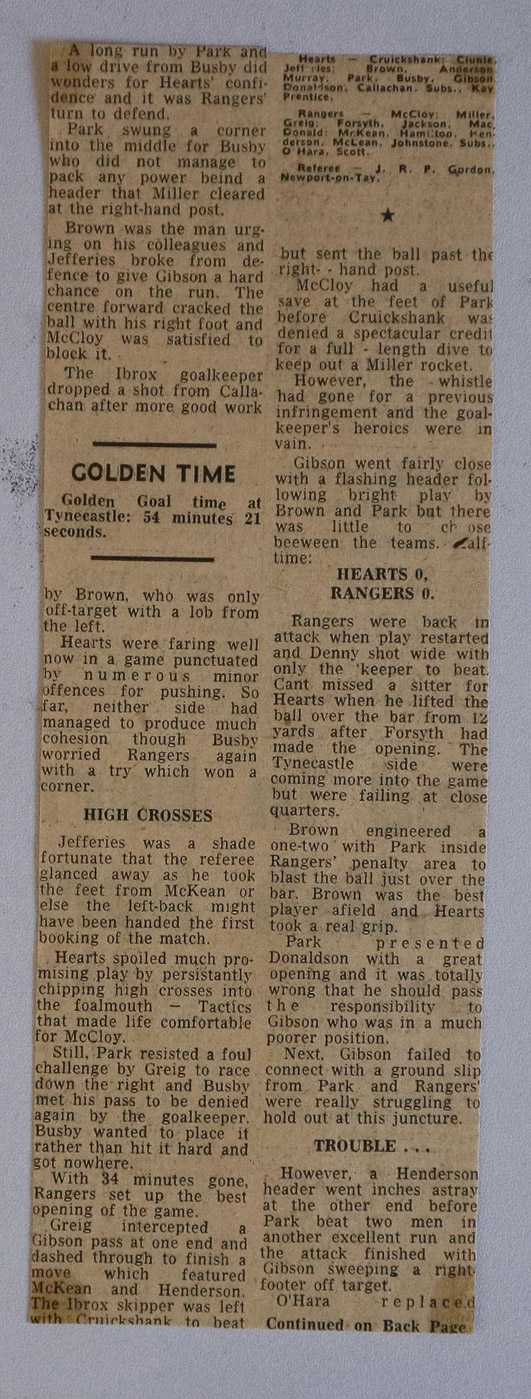 A long run by Park and
a low drive from Busby did
wonders for Hearts' confi-
dence and it was Rangers'
turn to defend.
Park swung a corner
into the middle for Busby
who did not manage to
pack any power beind a
header that Miller cleared
at the right-hand post.
Brown was the man urg-
ing on his colleagues and
Jefferies broke from de-
fence to give Gibson a hard
chance on the run. The
centre forward cracked the
ball with his right foot and
McCloy was satisfied to
block it.
The Ibrox goalkeeper
dropped a shot from Calla-
chan after more good work
GOLDEN TIME
Golden Goal time at
Tynecastle: 54 minutes 21
seconds.
by Brown, who was only
off-target with a lob from
the left.
Hearts were faring well
now in a game punctuated
by numerous minor
offences for pushing. So
far, neither side had
managed to produce much
cohesion though Busby
worried Rangers again
with a try which won a
corner.
HIGH CROSSES
Jefferies was a shade
fortunate that the referee
glanced away as he took
the feet from McKean or
else the left-back might
have been handed the first
booking of the match.
Hearts spoiled much pro-
mising play by persistantly
chipping high crosses into
the foalmouth — Tactics
that made life comfortable
for McCloy.
Still, Park resisted a foul
challenge by Greig to race
down the right and Busby
met his pass to be denied
again by the goalkeeper.
Busby wanted to place it
rather than hit it hard and
got nowhere.
With 34 minutes gone,
Rangers set up the best
opening of the game.
Greig intercepted a
Gibson pass at one end and
dashed through to finish a
move which featured
McKean and Henderson.
The Ibrox skipper was left
with Cruickshank to beat
Hearts — Cruickshank; Clunie,
Jefferies; Brown, Anderson,
Murray, Park, Busby, Gibson,
Donaldson, Callachan. Subs., Kay
Prentice.
Rangers — McCloy; Miller,
Greig; Forsyth, Jackson, Mac
Donald; McKean, Hamilton, Hen-
derson, McLean, Johnstone. Subs.,
O'Hara, Scott.
Referee — J. R. P. Gordon,
Newport-on-Tay.
★
but sent the ball past the
right- - hand post.
McCloy had a useful
save at the feet of Park
before Cruickshank was
denied a spectacular credit
for a full - length dive to
keep out a Miller rocket.
However, the whistle
had gone for a previous
infringement and the goal-
keeper's heroics were in
vain.
Gibson went fairly close
with a flashing header fol-
lowing bright play by
Brown and Park but there
was little to ch ose
beeween the teams. Half-
time:
HEARTS 0,
RANGERS 0.
Rangers were back in
attack when play restarted
and Denny shot wide with
only the 'keeper to beat.
Cant missed a sitter for
Hearts when he lifted the
ball over the bar from 12
yards after Forsyth had
made the opening. The
Tynecastle side were
coming more into the game
but were failing at close
quarters.
Brown engineered a
one-two with Park inside
Rangers' penalty area to
blast the ball just over the
bar. Brown was the best
player afield and Hearts
took a real grip.
Park presented
Donaldson with a great
opening and it was totally
wrong that he should pass
the responsibility to
Gibson who was in a much
poorer position.
Next, Gibson failed to
connect with a ground slip
from Park and Rangers'
were really struggling to
hold out at this juncture.
TROUBLE . . .
However, a Henderson
header went inches astray
at the other end before
Park beat two men in
another excellent run and
the attack finished with
Gibson sweeping a right-
footer off target.
O'Hara replaced
Continued on Back Page